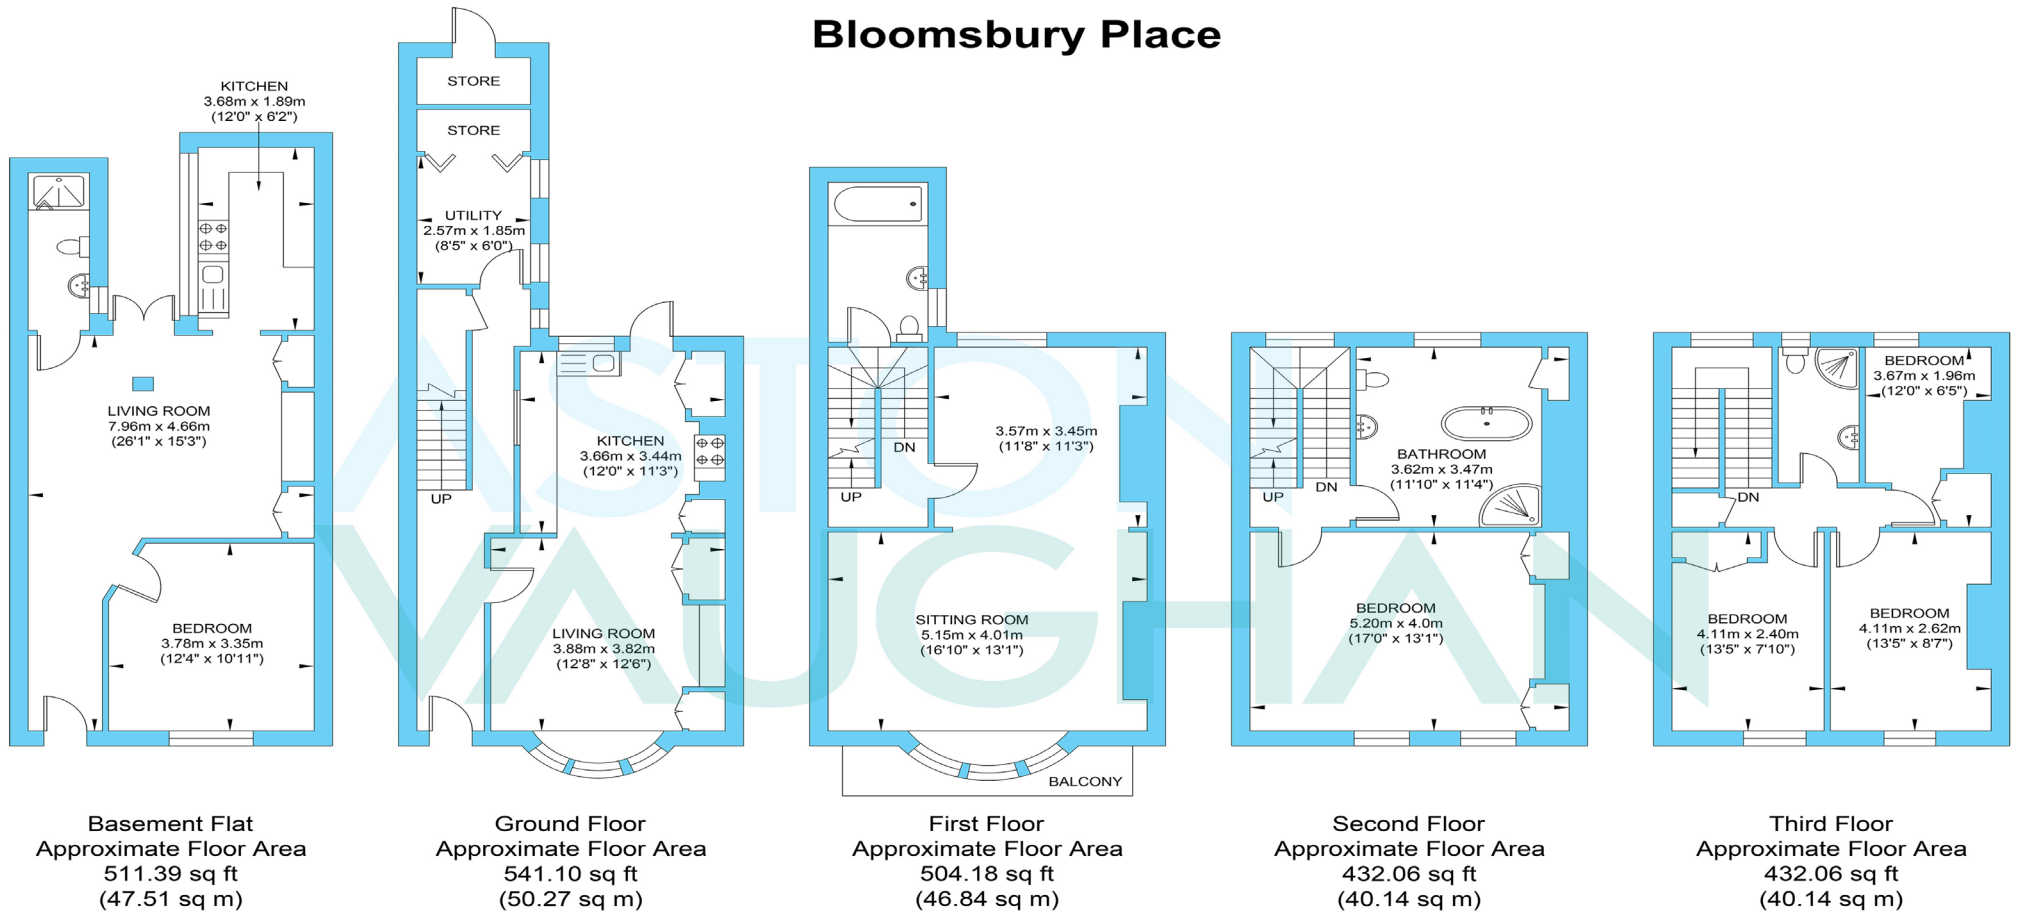 Bloomsbury Place
KITCHEN
3.68m x 1.89m
(12'0" x 6'2")
LIVING ROOM
7.96m x 4.66m
(26'1" x 15'3")
BEDROOM
3.78m x 3.35m
(12'4" x 10'11")
Basement Flat
Approximate Floor Area
511.39 sq ft
(47.51 sq m)
STORE
STORE
UTILITY
2.57m x 1.85m
(8'5" x 6'0")
UP
KITCHEN
3.66m x 3.44m
(12'0" x 11'3")
LIVING ROOM
3.88m x 3.82m
(12'8" x 12'6")
Ground Floor
Approximate Floor Area
541.10 sq ft
(50.27 sq m)
DN
UP
3.57m x 3.45m
(11'8" x 11'3")
SITTING ROOM
5.15m x 4.01m
(16'10" x 13'1")
BALCONY
First Floor
Approximate Floor Area
504.18 sq ft
(46.84 sq m)
UP
DN
BATHROOM
3.62m x 3.47m
(11'10" x 11'4")
BEDROOM
5.20m x 4.0m
(17'0" x 13'1")
Second Floor
Approximate Floor Area
432.06 sq ft
(40.14 sq m)
BEDROOM
3.67m x 1.96m
(12'0" x 6'5")
DN
BEDROOM
4.11m x 2.40m
(13'5" x 7'10")
BEDROOM
4.11m x 2.62m
(13'5" x 8'7")
Third Floor
Approximate Floor Area
432.06 sq ft
(40.14 sq m)
ASTON
VAUGHAN